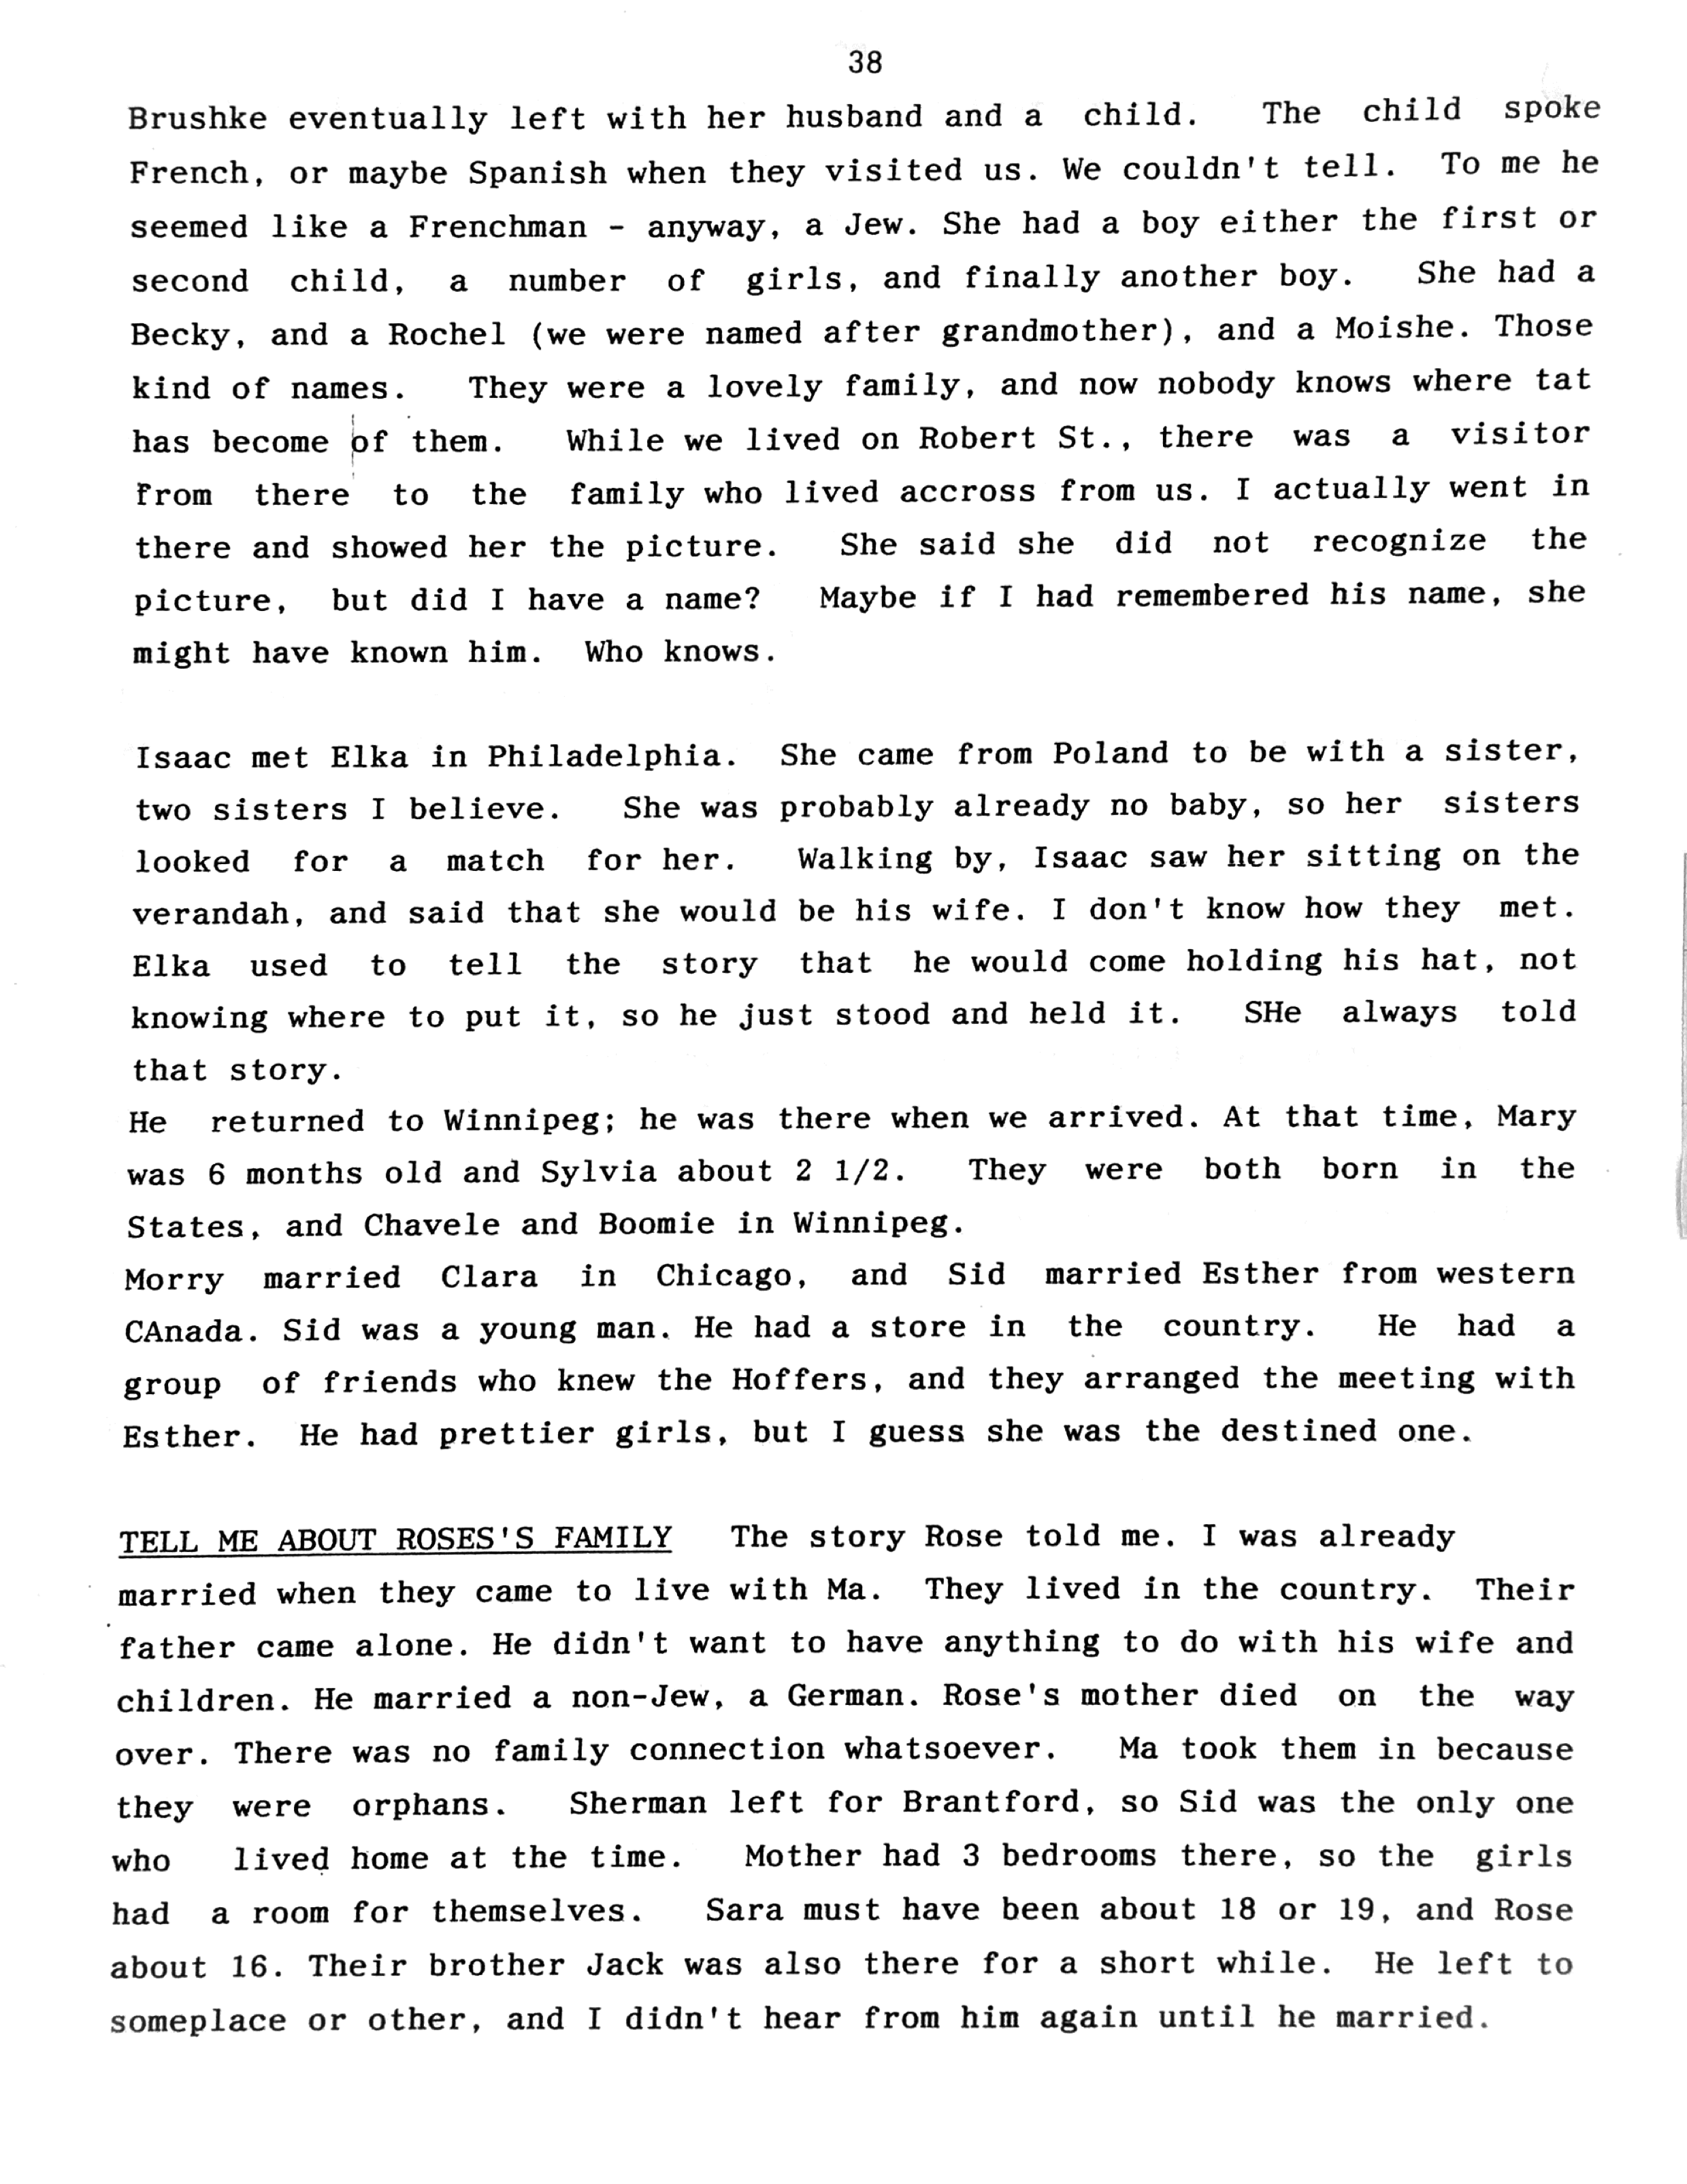 38
Brushke eventually left with her husband and a child. The child spoke
French, or maybe Spanish when they visited us. We couldn't tell. To me he
seemed like a Frenchman - anyway, a Jew. She had a boy either the first or
second child, a number of girls, and finally another boy. She had a
Becky, and a Rochel (we were named after grandmother), and a Moishe. Those
kind of names. They were a lovely family, and now nobody knows where tat
has become of them. While we lived on Robert St., there was a visitor
from there to the family who lived accross from us. I actually went in
there and showed her the picture. She said she did not recognize the
picture, but did I have a name? Maybe if I had remembered his name, she
might have known him. Who knows.
Isaac met Elka in Philadelphia. She came from Poland to be with a sister,
two sisters I believe. She was probably already no baby, so her sisters
looked for a match for her. Walking by, Isaac saw her sitting on the
verandah, and said that she would be his wife. I don't know how they met.
Elka used to tell the story that he would come holding his hat, not
knowing where to put it, so he just stood and held it. SHe always told
that story.
He returned to Winnipeg; he was there when we arrived. At that time, Mary
was 6 months old and Sylvia about 2 1/2. They were both born in the
States, and Chavele and Boomie in Winnipeg.
Morry married Clara in Chicago, and Sid married Esther from western
CAnada. Sid was a young man. He had a store in the country. He had a
group of friends who knew the Hoffers, and they arranged the meeting with
Esther. He had prettier girls, but I guess she was the destined one.
TELL ME ABOUT ROSES'S FAMILY The story Rose told me. I was already
married when they came to live with Ma. They lived in the country. Their
father came alone. He didn't want to have anything to do with his wife and
children. He married a non-Jew, a German. Rose's mother died on the way
over. There was no family connection whatsoever. Ma took them in because
they were orphans. Sherman left for Brantford, so Sid was the only one
who lived home at the time. Mother had 3 bedrooms there, so the girls
had a room for themselves. Sara must have been about 18 or 19, and Rose
about 16. Their brother Jack was also there for a short while. He left to
someplace or other, and I didn't hear from him again until he married.